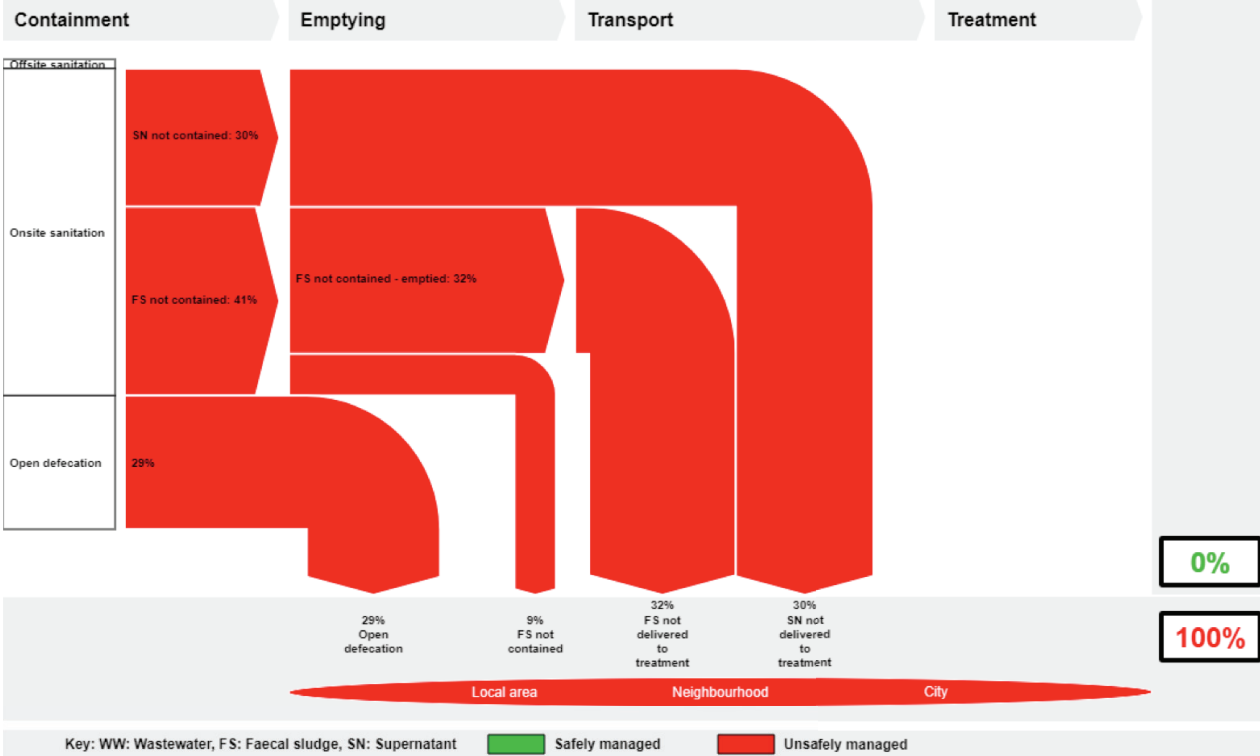 Containment
Emptying
Transport
Treatment
Offsite sanitation
SN not contained: 30%
Onsite sanitation
FS not contained - emptied: 32%
FS not contained: 41%
Open defecation
29%
0%
29%
Open
defecation
9%
FS not
contained
32%
FS not
delivered
to
treatment
30%
SN not
delivered
to
treatment
100%
Local area
Neighbourhood
City
Key: WW: Wastewater, FS: Faecal sludge, SN: Supernatant
Safely managed
Unsafely managed